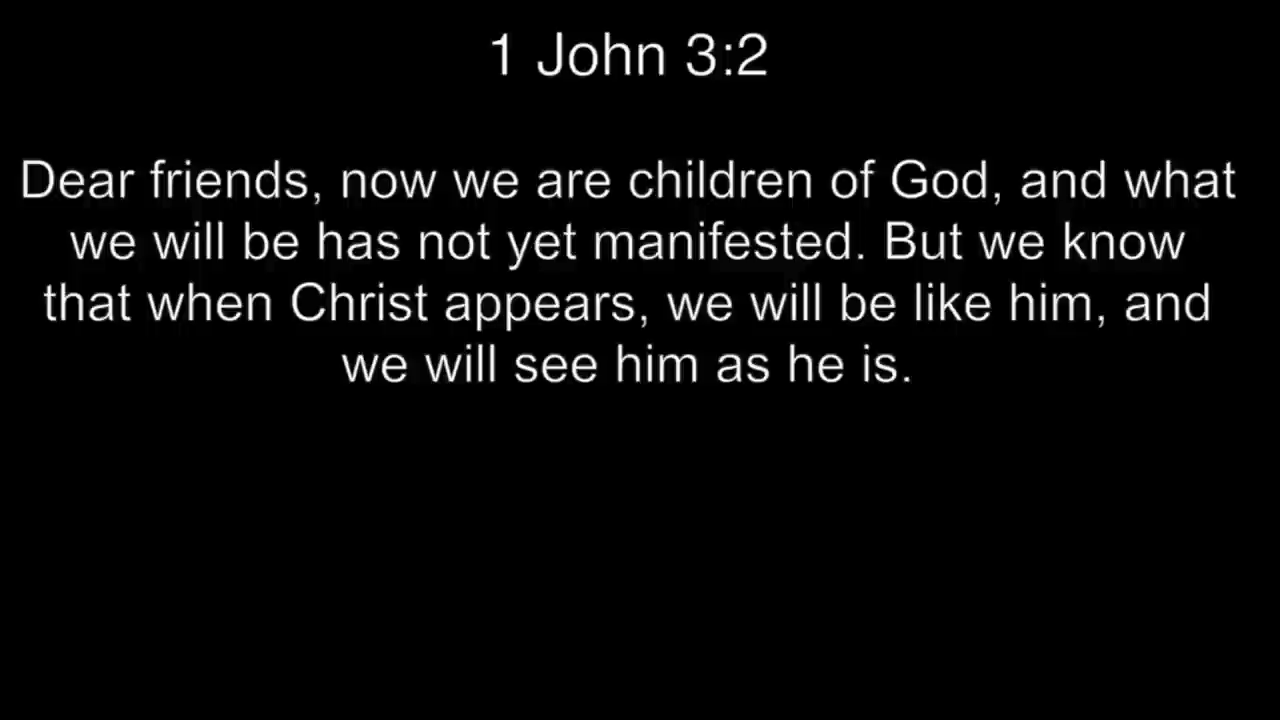 1 John 3:2
Dear friends, now we are children of God, and what
we will be has not yet manifested. But we know
that when Christ appears, we will be like him, and
we will see him as he is.